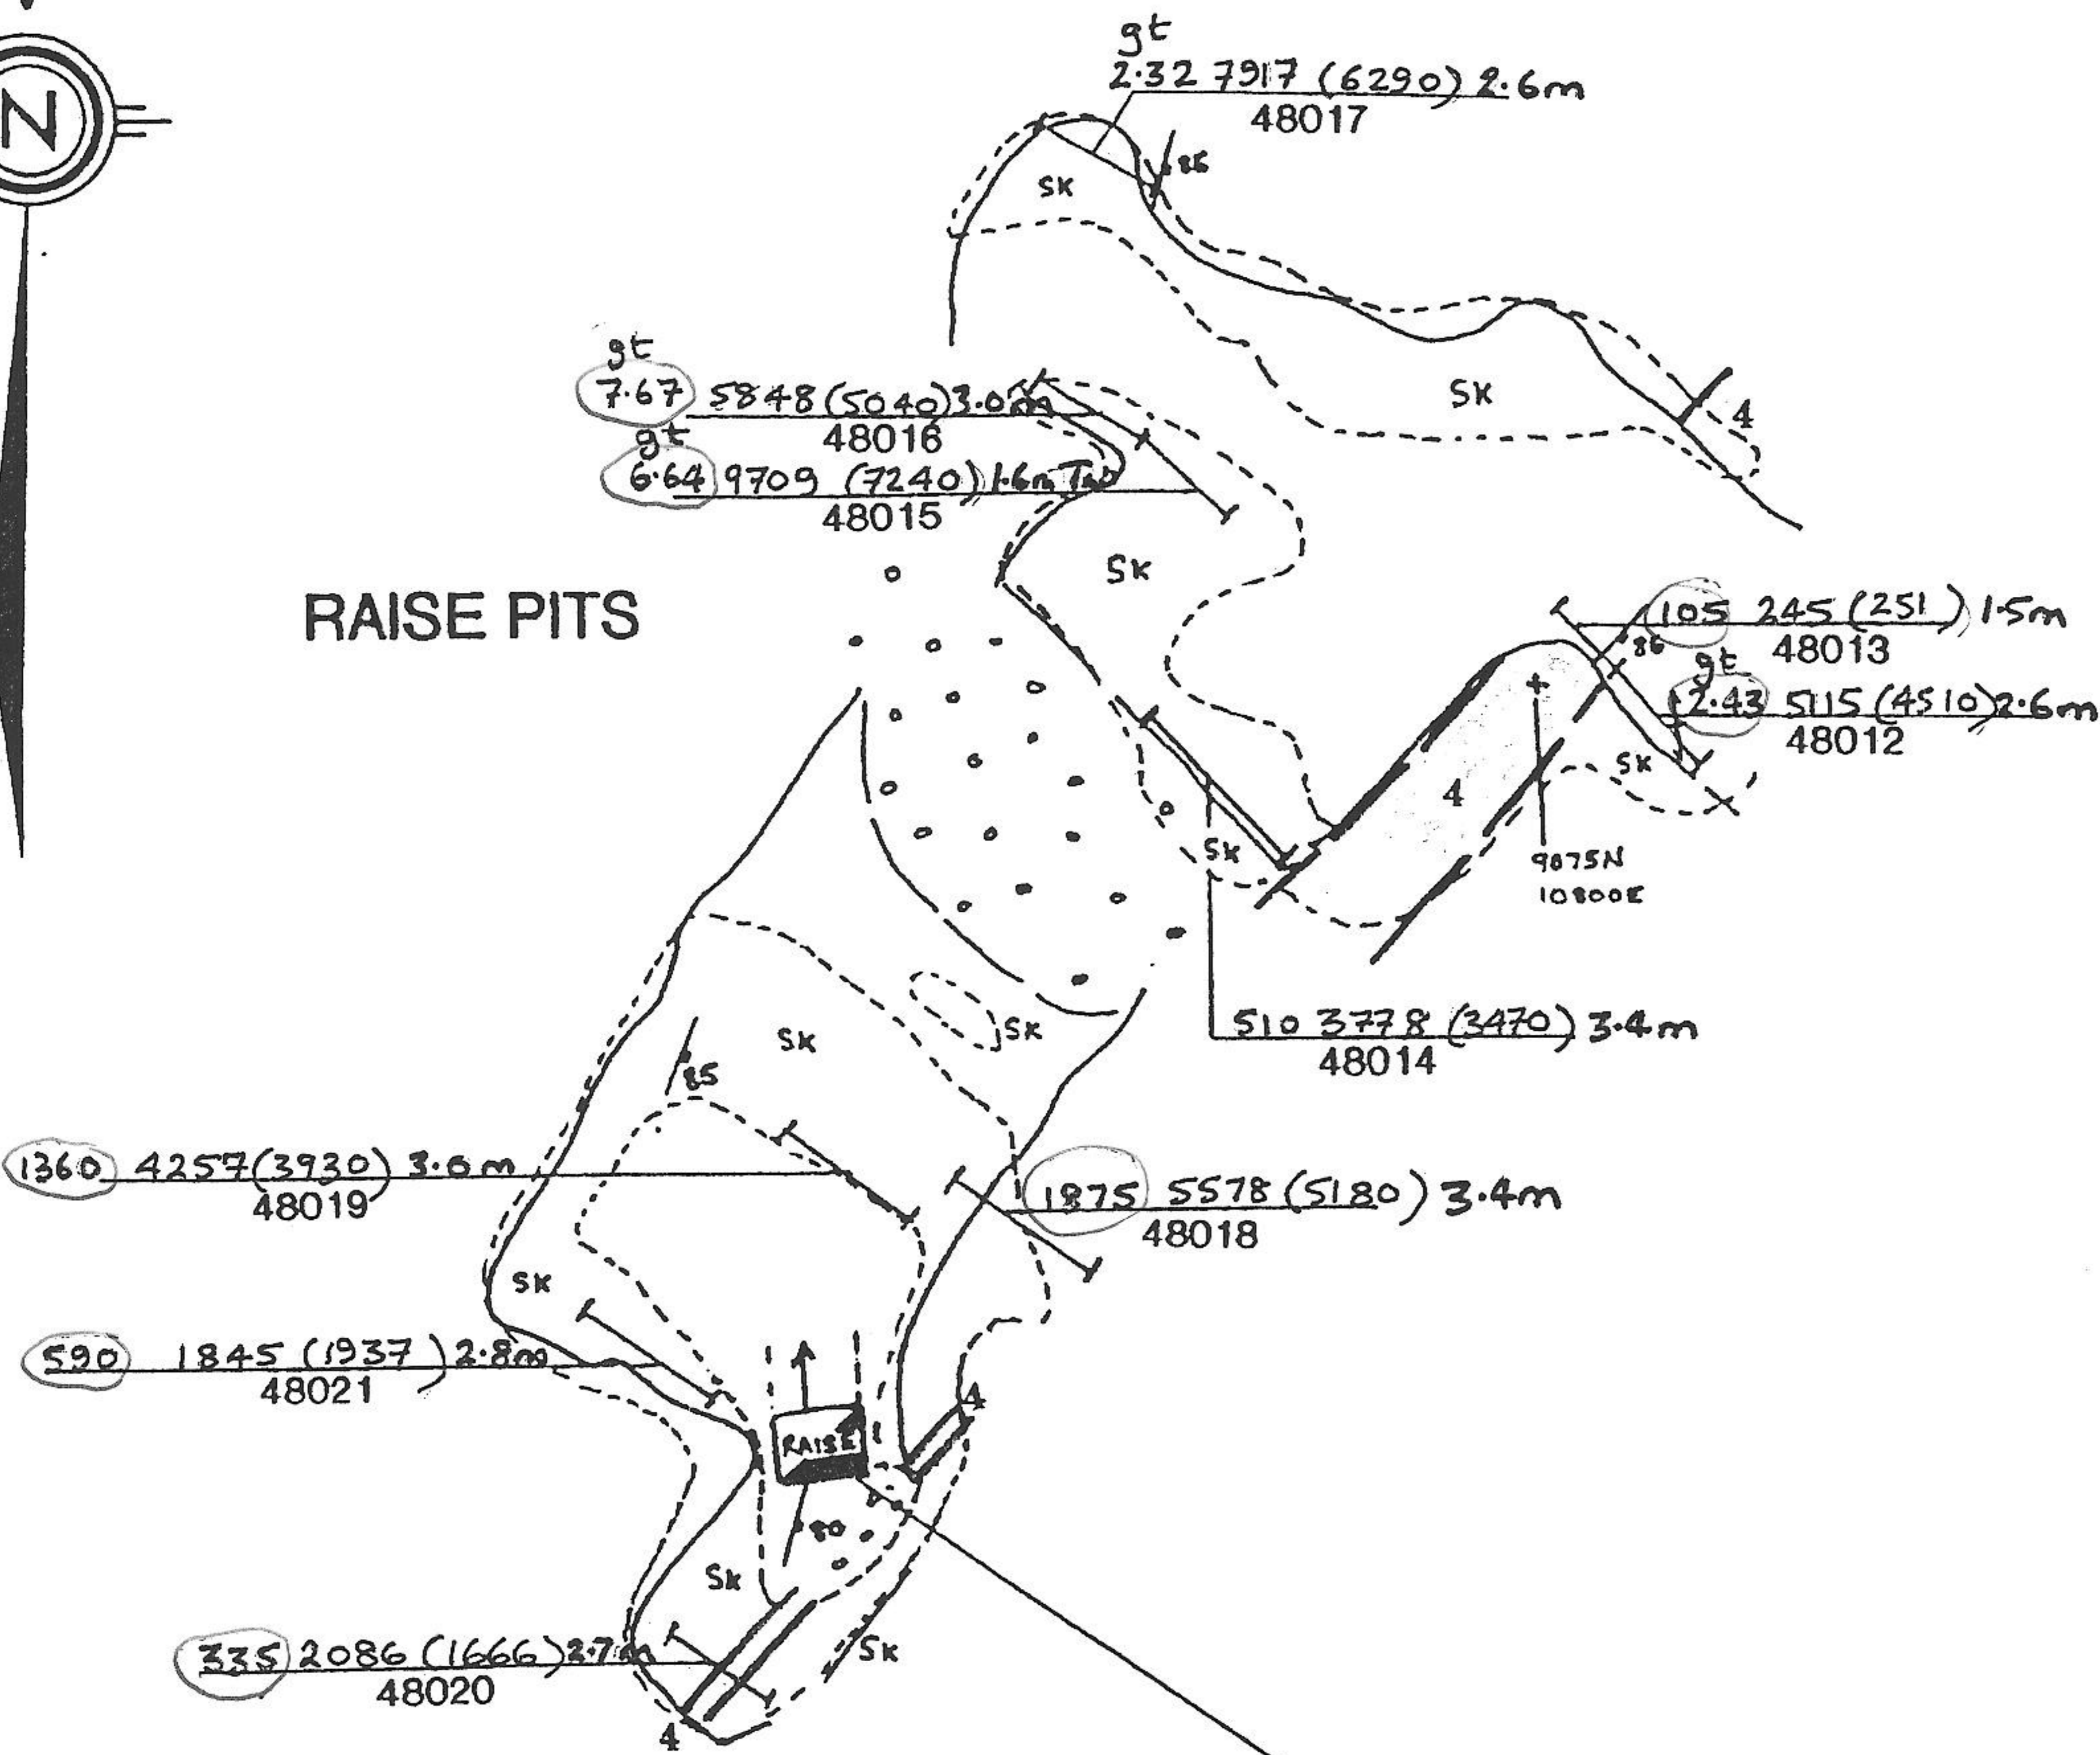 N
gt
2.32 7917 (6290) 2.6m
48017
86
SK
gt
7.67 5848 (5040) 3.0m
48016
gt
6.64 9709 (7240) 1.6m
48015
SK
4
SK
RAISE PITS
105 245 (251) 1.5m
48013
86
gt
2.43 5115 (4510) 2.6m
48012
SK
4
SK
9875N
10800E
510 3778 (3470) 3.4m
48014
SK
SK
85
1360 4257 (3930) 3.0m
48019
1875 5578 (5180) 3.4m
48018
SK
590 1845 (1937) 2.8m
48021
4
RAISE
80
SK
SK
335 2086 (1666) 2.7m
48020
4